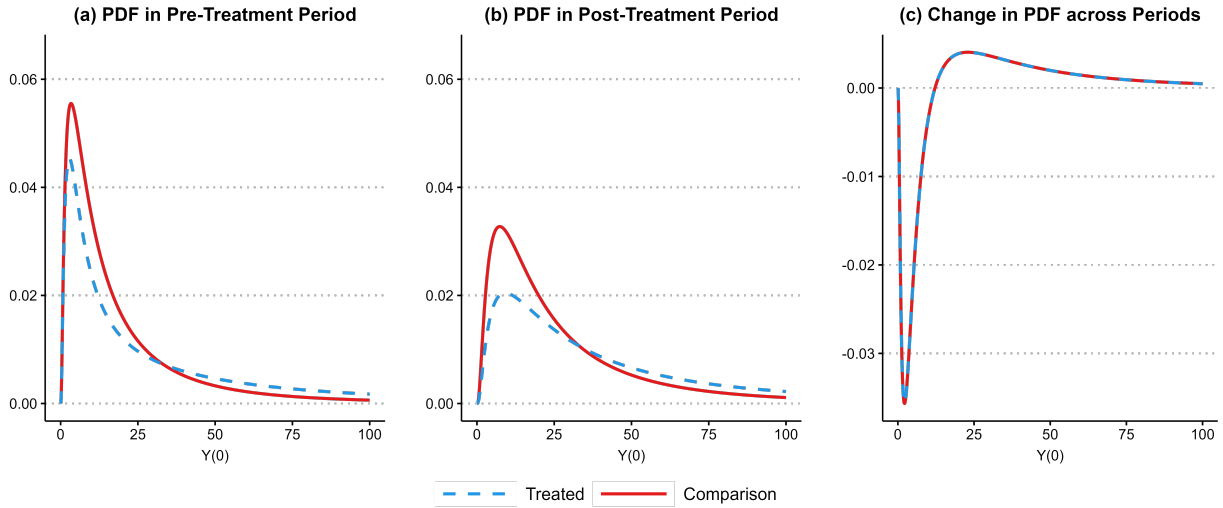 (a) PDF in Pre-Treatment Period
0.06
0.04
0.02
0.00
0 25 50 75 100
Y(0)
(b) PDF in Post-Treatment Period
0.06
0.04
0.02
0.00
0 25 50 75 100
Y(0)
(c) Change in PDF across Periods
0.00
-0.01
-0.02
-0.03
0 25 50 75 100
Y(0)
Treated Comparison